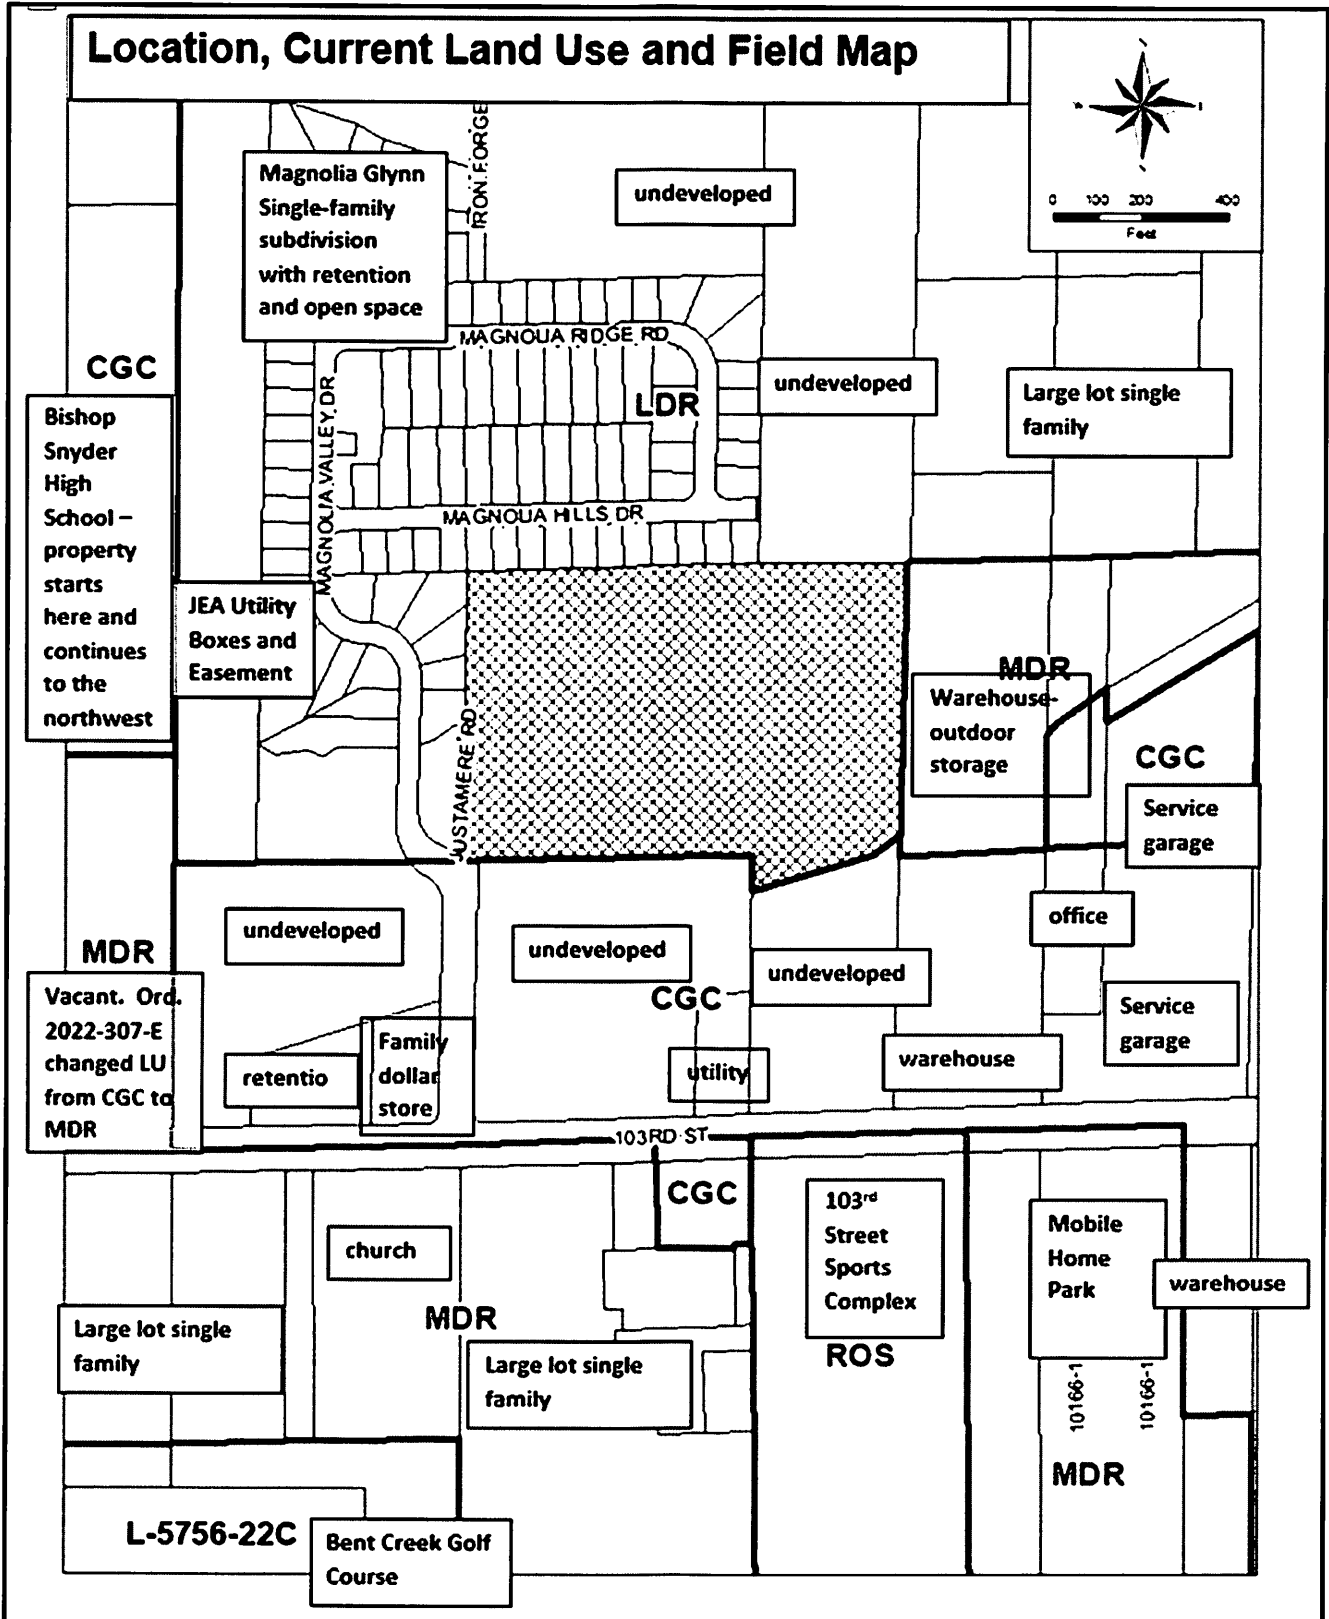 Location, Current Land Use and Field Map
0 100 200 400
Feet
IRON FORGE
Magnolia Glynn
Single-family
subdivision
with retention
and open space
undeveloped
MAGNOLIA RIDGE RD
CGC
LDR
undeveloped
Large lot single
family
Bishop
Snyder
High
School –
property
starts
here and
continues
to the
northwest
MAGNOLIA VALLEY DR
MAGNOLIA HILLS DR
JEA Utility
Boxes and
Easement
MDR
Warehouse-
outdoor
storage
JUSTAMERE RD
CGC
Service
garage
undeveloped
undeveloped
office
MDR
undeveloped
CGC
Vacant. Ord.
2022-307-E
changed LU
from CGC to
MDR
Service
garage
Family
dollar
store
retentio
utility
warehouse
103RD ST
CGC
103rd
Street
Sports
Complex
Mobile
Home
Park
church
warehouse
MDR
Large lot single
family
Large lot single
family
ROS
10166-1
10166-1
MDR
L-5756-22C
Bent Creek Golf
Course